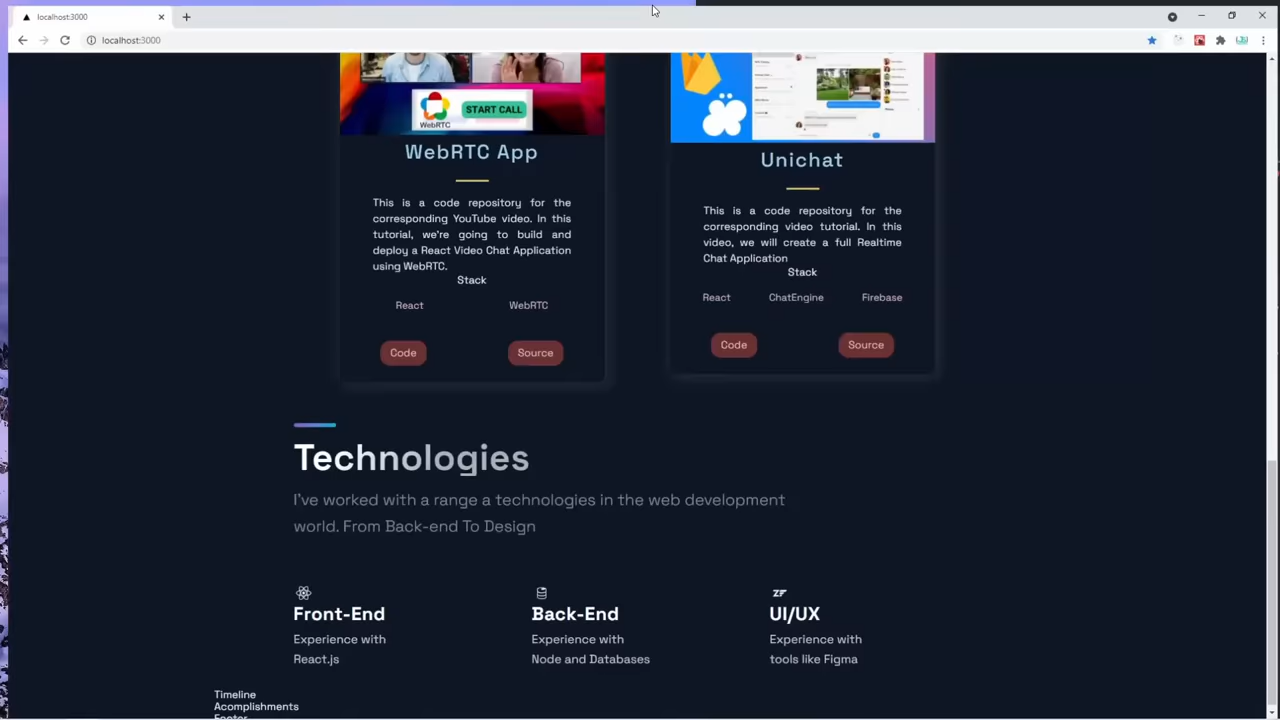 localhost:3000
localhost:3000
START CALL
WebRTC
WebRTC App
This is a code repository for the
corresponding YouTube video. In this
tutorial, we're going to build and
deploy a React Video Chat Application
using WebRTC.
Stack
React
WebRTC
Code
Source
Unichat
This is a code repository for the
corresponding video tutorial. In this
video, we will create a full Realtime
Chat Application
Stack
React
ChatEngine
Firebase
Code
Source
Technologies
I've worked with a range a technologies in the web development
world. From Back-end To Design
Front-End
Experience with
React.js
Back-End
Experience with
Node and Databases
UI/UX
Experience with
tools like Figma
Timeline
Acomplishments
Footer